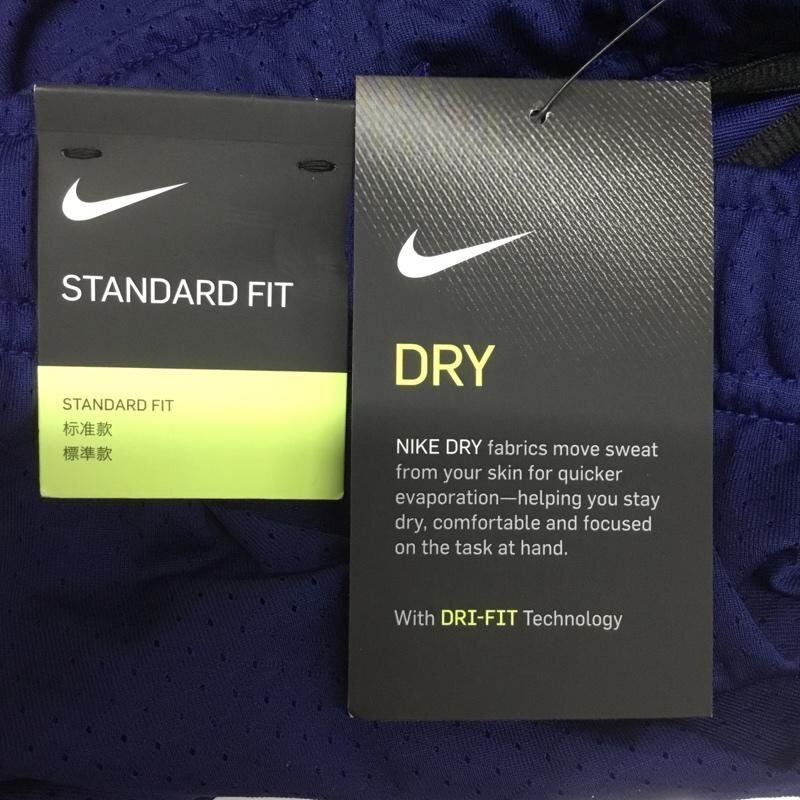 STANDARD FIT
STANDARD FIT
标准款
標準款
DRY
NIKE DRY fabrics move sweat
from your skin for quicker
evaporation—helping you stay
dry, comfortable and focused
on the task at hand.
With DRI-FIT Technology